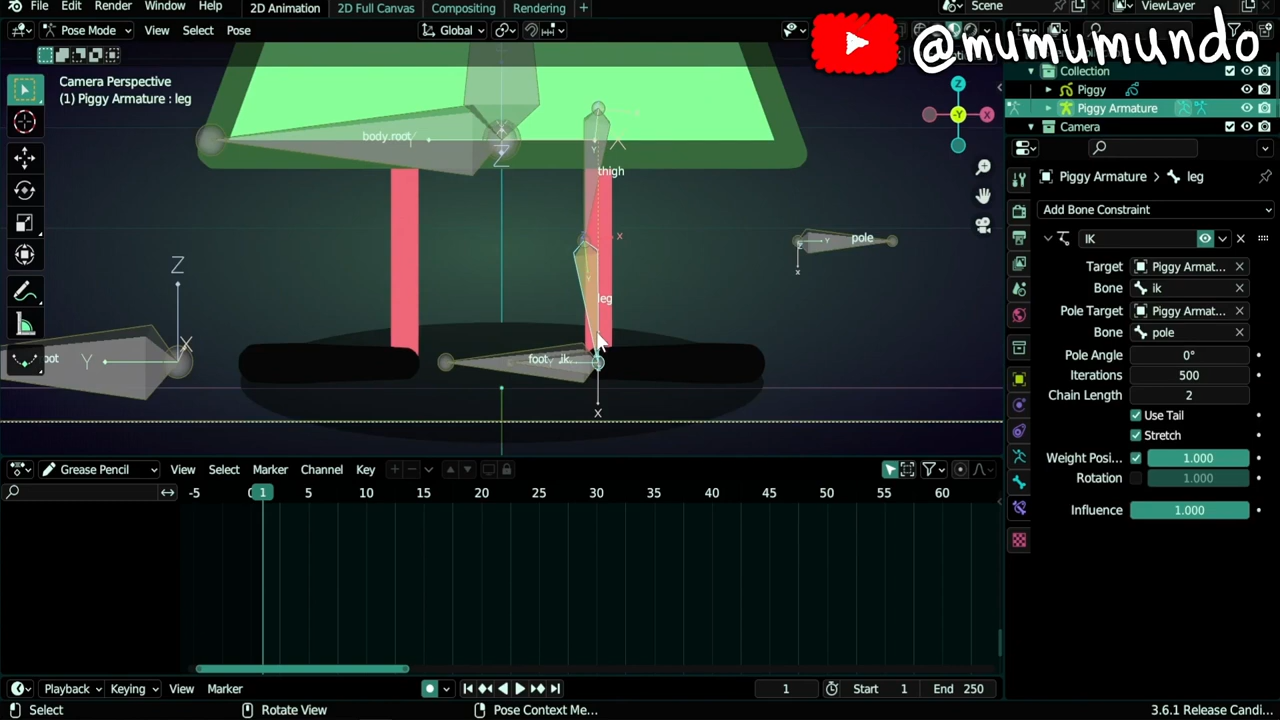 File Edit Render Window Help 2D Animation 2D Full Canvas Compositing Rendering + Scene ViewLayer
@mumumundo
Pose Mode View Select Pose Global
Camera Perspective
(1) Piggy Armature : leg
Collection
Piggy
Piggy Armature
Camera
Piggy Armature > leg
Add Bone Constraint
IK
Target Piggy Armat...
Bone ik
Pole Target Piggy Armat...
Bone pole
Pole Angle 0°
Iterations 500
Chain Length 2
Use Tail
Stretch
Weight Posi... 1.000
Rotation 1.000
Influence 1.000
Z
-Y
X
body.root
Y
Z
X
Y
thigh
x
pole
Y
z
x
leg
Z
X
Y
oot
foot
ik
X
Grease Pencil View Select Marker Channel Key
-5 0 1 5 10 15 20 25 30 35 40 45 50 55 60
Playback Keying View Marker 1 Start 1 End 250
Select Rotate View Pose Context Me... 3.6.1 Release Candi...